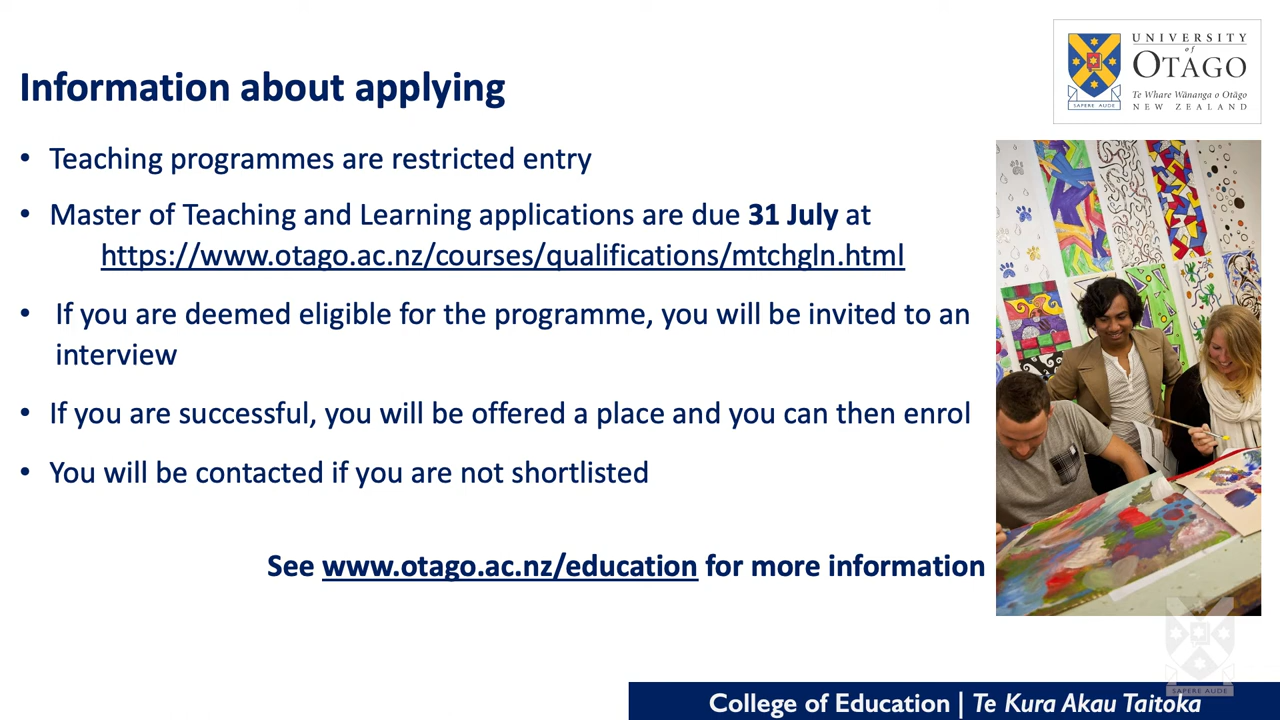 UNIVERSITY
of
OTAGO
Te Whare Wānanga o Otāgo
NEW ZEALAND
SAPERE AUDE
Information about applying
• Teaching programmes are restricted entry
• Master of Teaching and Learning applications are due 31 July at
https://www.otago.ac.nz/courses/qualifications/mtchgln.html
• If you are deemed eligible for the programme, you will be invited to an
interview
• If you are successful, you will be offered a place and you can then enrol
• You will be contacted if you are not shortlisted
See www.otago.ac.nz/education for more information
SAPERE AUDE
College of Education | Te Kura Akau Taitoka